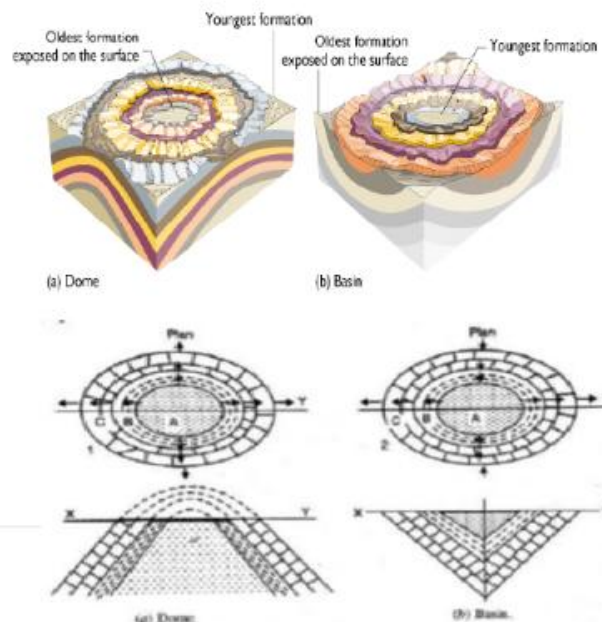 Youngest formation
Oldest formation
exposed on the surface
Oldest formation
exposed on the surface
Youngest formation
(a) Dome
(b) Basin
Plan
Y
C
B
A
1
Plan
C
B
A
2
X
Y
X
(a) Dome
(b) Basin.